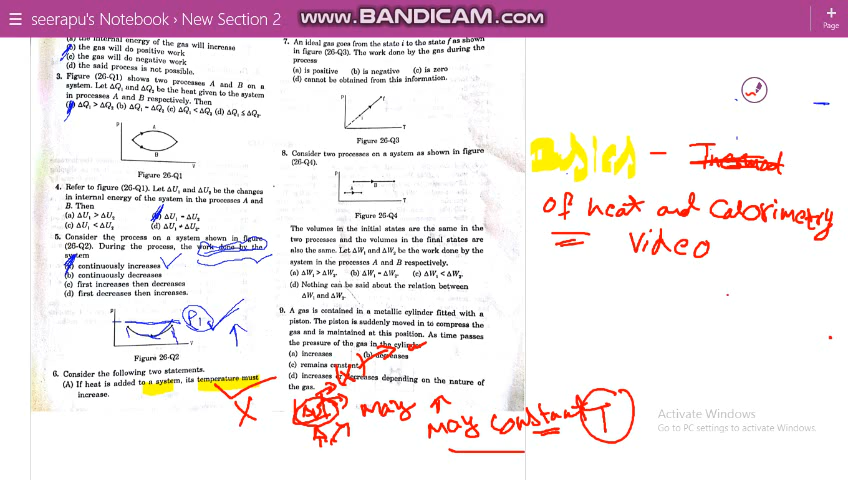 seerapu's Notebook › New Section 2
WWW.BANDICAM.COM
Page
(a) the internal energy of the gas will increase
(b) the gas will do positive work
(c) the gas will do negative work
(d) the said process is not possible.
3. Figure (26-Q1) shows two processes A and B on a
system. Let ΔQ₁ and ΔQ₂ be the heat given to the system
in processes A and B respectively. Then
(a) ΔQ₁ > ΔQ₂ (b) ΔQ₁ = ΔQ₂ (c) ΔQ₁ < ΔQ₂ (d) ΔQ₁ ≤ ΔQ₂.
P
A
B
V
Figure 26-Q1
4. Refer to figure (26-Q1). Let ΔU₁ and ΔU₂ be the changes
in internal energy of the system in the processes A and
B. Then
(a) ΔU₁ > ΔU₂ (b) ΔU₁ = ΔU₂
(c) ΔU₁ < ΔU₂ (d) ΔU₁ ≠ ΔU₂.
5. Consider the process on a system shown in figure
(26-Q2). During the process, the work done by the
system
(a) continuously increases
(b) continuously decreases
(c) first increases then decreases
(d) first decreases then increases.
P
P1
V
Figure 26-Q2
6. Consider the following two statements.
(A) If heat is added to a system, its temperature must
increase.
X
7. An ideal gas goes from the state i to the state f as shown
in figure (26-Q3). The work done by the gas during the
process
(a) is positive (b) is negative (c) is zero
(d) cannot be obtained from this information.
P
f
i
T
Figure 26-Q3
8. Consider two processes on a system as shown in figure
(26-Q4).
P
B
A
T
Figure 26-Q4
The volumes in the initial states are the same in the
two processes and the volumes in the final states are
also the same. Let ΔW₁ and ΔW₂ be the work done by the
system in the processes A and B respectively.
(a) ΔW₁ > ΔW₂ (b) ΔW₁ = ΔW₂ (c) ΔW₁ < ΔW₂
(d) Nothing can be said about the relation between
ΔW₁ and ΔW₂.
9. A gas is contained in a metallic cylinder fitted with a
piston. The piston is suddenly moved in to compress the
gas and is maintained at this position. As time passes
the pressure of the gas in the cylinder
(a) increases (b) decreases
(c) remains constant
(d) increases or decreases depending on the nature of
the gas.
may
may constant T
Basics -
of heat and Calorimetry
video
Activate Windows
Go to PC settings to activate Windows.